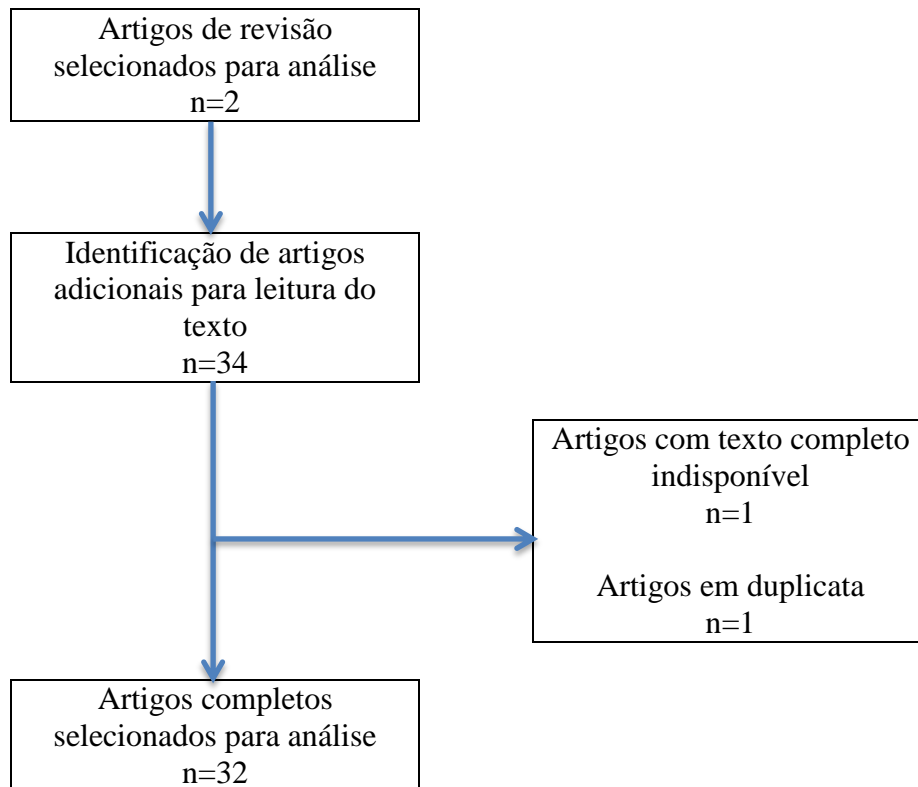 Artigos de revisão
selecionados para análise
n=2
Identificação de artigos
adicionais para leitura do
texto
n=34
Artigos com texto completo
indisponível
n=1
Artigos em duplicata
n=1
Artigos completos
selecionados para análise
n=32